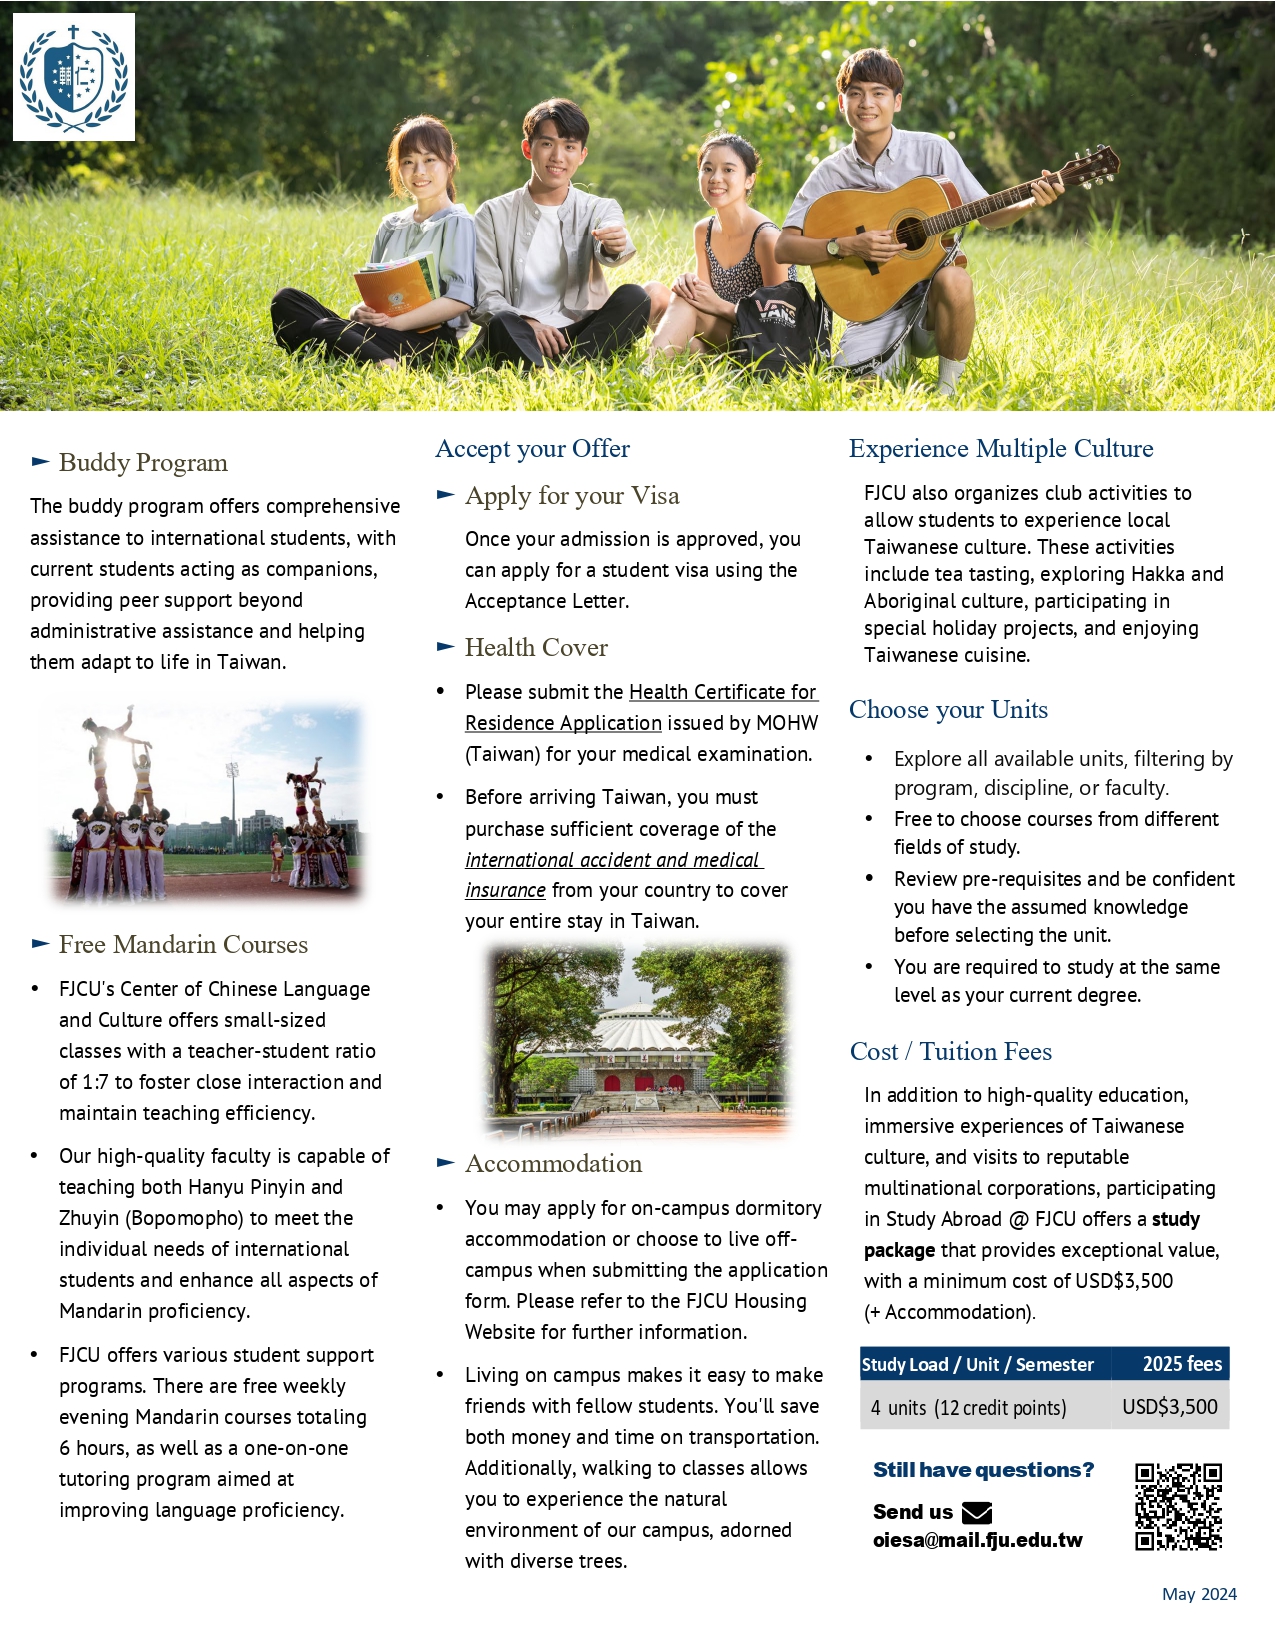 輔仁
VANS
► Buddy Program
The buddy program offers comprehensive
assistance to international students, with
current students acting as companions,
providing peer support beyond
administrative assistance and helping
them adapt to life in Taiwan.
► Free Mandarin Courses
• FJCU's Center of Chinese Language
and Culture offers small-sized
classes with a teacher-student ratio
of 1:7 to foster close interaction and
maintain teaching efficiency.
• Our high-quality faculty is capable of
teaching both Hanyu Pinyin and
Zhuyin (Bopomopho) to meet the
individual needs of international
students and enhance all aspects of
Mandarin proficiency.
• FJCU offers various student support
programs. There are free weekly
evening Mandarin courses totaling
6 hours, as well as a one-on-one
tutoring program aimed at
improving language proficiency.
Accept your Offer
► Apply for your Visa
Once your admission is approved, you
can apply for a student visa using the
Acceptance Letter.
► Health Cover
• Please submit the Health Certificate for
Residence Application issued by MOHW
(Taiwan) for your medical examination.
• Before arriving Taiwan, you must
purchase sufficient coverage of the
international accident and medical
insurance from your country to cover
your entire stay in Taiwan.
► Accommodation
• You may apply for on-campus dormitory
accommodation or choose to live off-
campus when submitting the application
form. Please refer to the FJCU Housing
Website for further information.
• Living on campus makes it easy to make
friends with fellow students. You'll save
both money and time on transportation.
Additionally, walking to classes allows
you to experience the natural
environment of our campus, adorned
with diverse trees.
Experience Multiple Culture
FJCU also organizes club activities to
allow students to experience local
Taiwanese culture. These activities
include tea tasting, exploring Hakka and
Aboriginal culture, participating in
special holiday projects, and enjoying
Taiwanese cuisine.
Choose your Units
• Explore all available units, filtering by
program, discipline, or faculty.
• Free to choose courses from different
fields of study.
• Review pre-requisites and be confident
you have the assumed knowledge
before selecting the unit.
• You are required to study at the same
level as your current degree.
Cost / Tuition Fees
In addition to high-quality education,
immersive experiences of Taiwanese
culture, and visits to reputable
multinational corporations, participating
in Study Abroad @ FJCU offers a study
package that provides exceptional value,
with a minimum cost of USD$3,500
(+ Accommodation).
Study Load / Unit / Semester 2025 fees
4 units (12 credit points) USD$3,500
Still have questions?
Send us
oiesa@mail.fju.edu.tw
May 2024